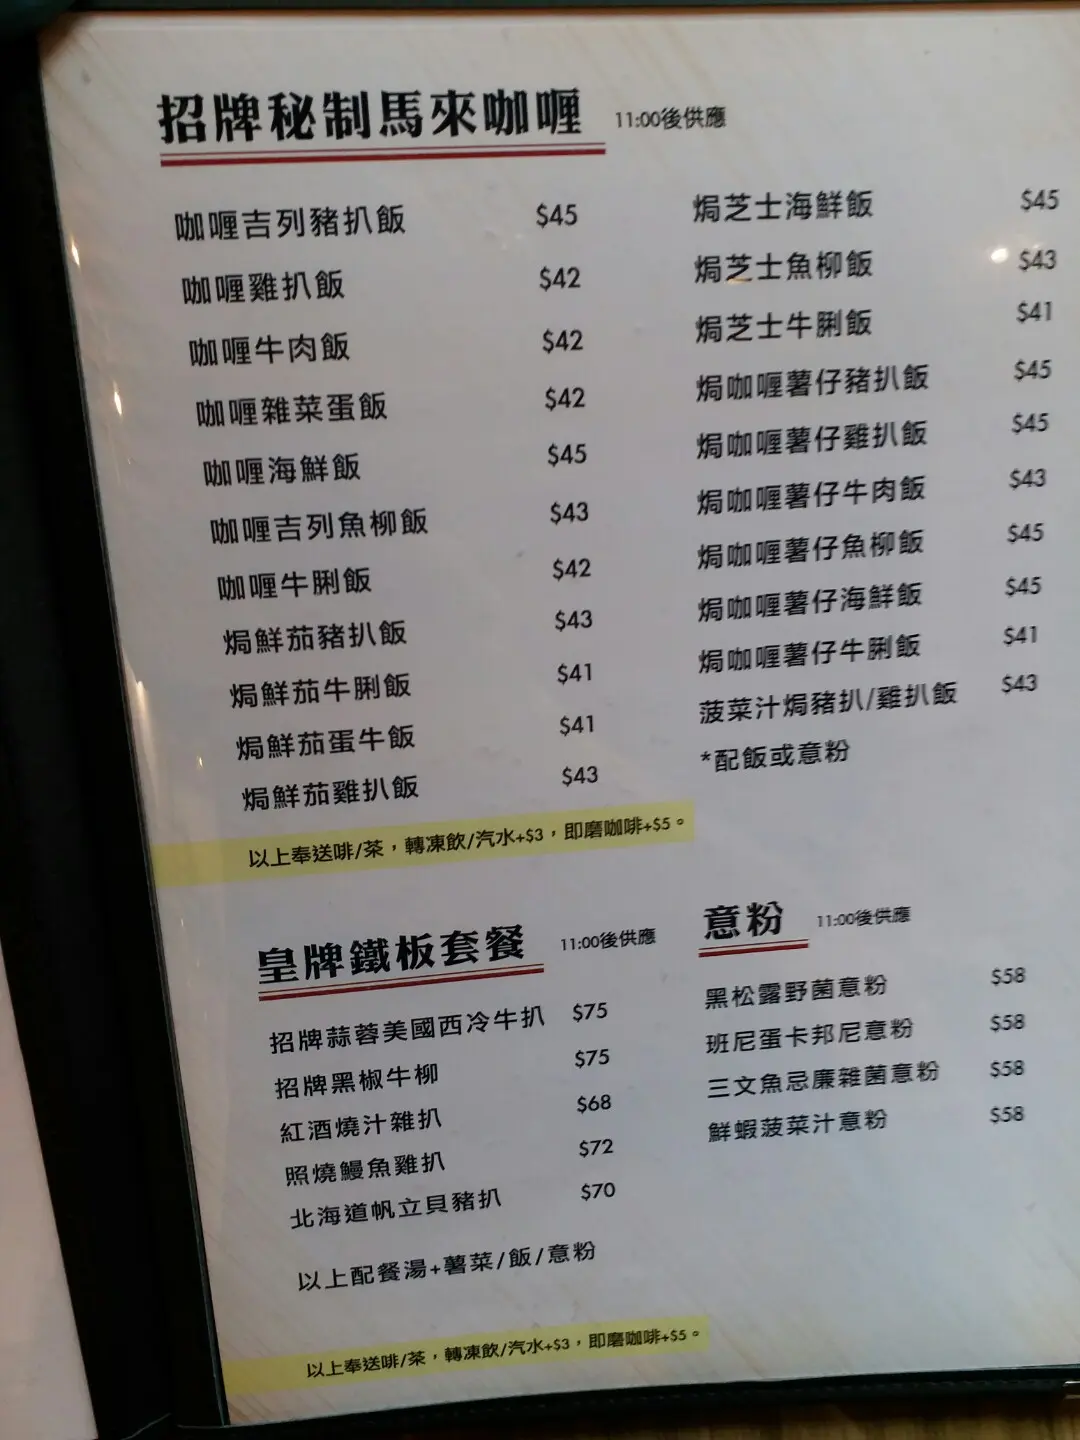 招牌秘制馬來咖喱 11:00後供應
咖喱吉列豬扒飯 $45
咖喱雞扒飯 $42
咖喱牛肉飯 $42
咖喱雜菜蛋飯 $42
咖喱海鮮飯 $45
咖喱吉列魚柳飯 $43
咖喱牛脷飯 $42
焗鮮茄豬扒飯 $43
焗鮮茄牛脷飯 $41
焗鮮茄蛋牛飯 $41
焗鮮茄雞扒飯 $43
焗芝士海鮮飯 $45
焗芝士魚柳飯 $43
焗芝士牛脷飯 $41
焗咖喱薯仔豬扒飯 $45
焗咖喱薯仔雞扒飯 $45
焗咖喱薯仔牛肉飯 $43
焗咖喱薯仔魚柳飯 $45
焗咖喱薯仔海鮮飯 $45
焗咖喱薯仔牛脷飯 $41
菠菜汁焗豬扒/雞扒飯 $43
*配飯或意粉
以上奉送啡/茶，轉凍飲/汽水+$3，即磨咖啡+$5。
皇牌鐵板套餐 11:00後供應
招牌蒜蓉美國西冷牛扒 $75
招牌黑椒牛柳 $75
紅酒燒汁雜扒 $68
照燒鰻魚雞扒 $72
北海道帆立貝豬扒 $70
以上配餐湯+薯菜/飯/意粉
意粉 11:00後供應
黑松露野菌意粉 $58
班尼蛋卡邦尼意粉 $58
三文魚忌廉雜菌意粉 $58
鮮蝦菠菜汁意粉 $58
以上奉送啡/茶，轉凍飲/汽水+$3，即磨咖啡+$5。